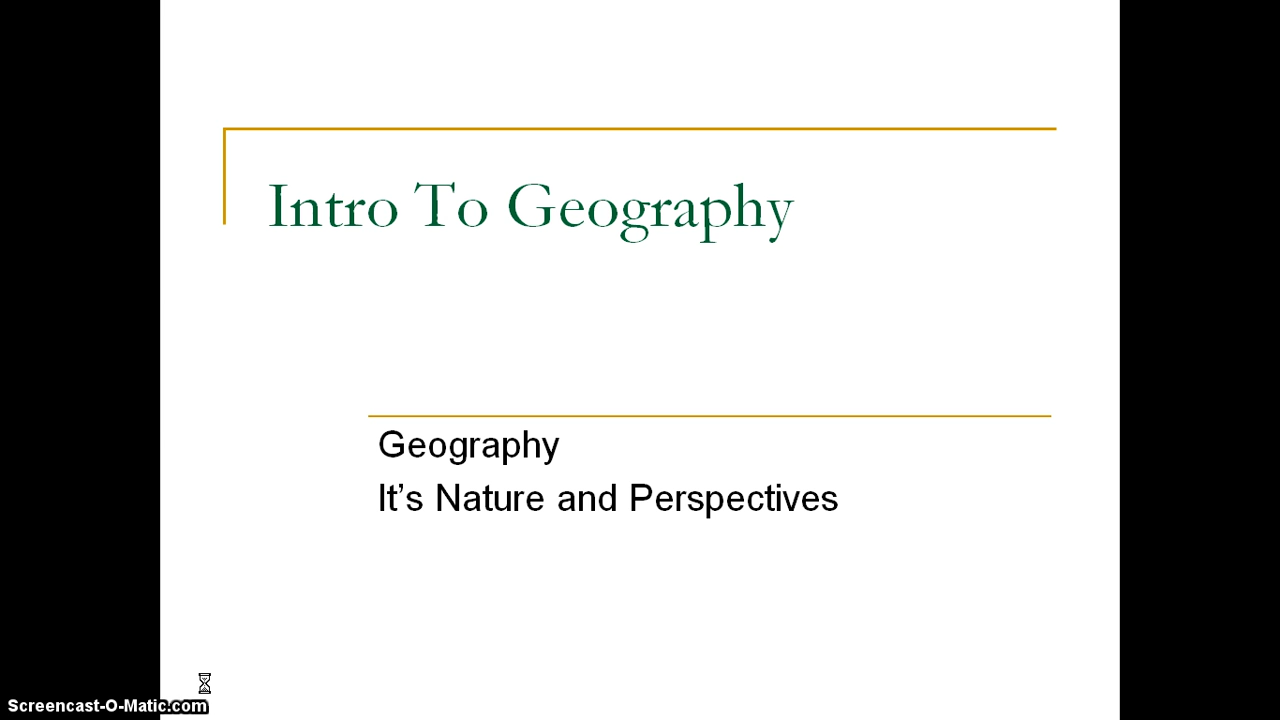 Intro To Geography
Geography
It’s Nature and Perspectives
Screencast-O-Matic.com